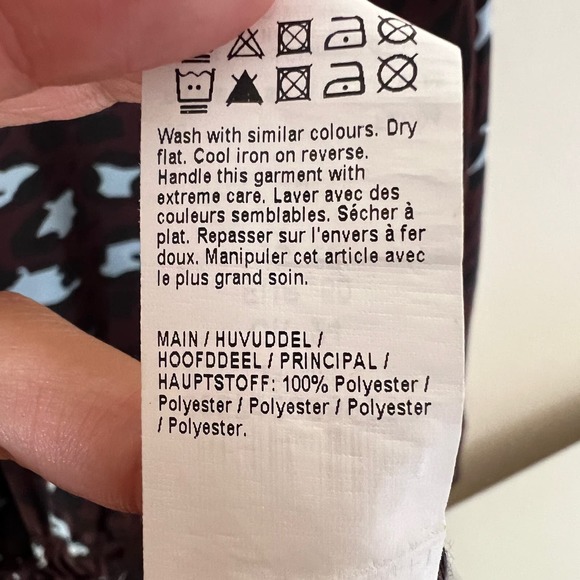 Wash with similar colours. Dry
flat. Cool iron on reverse.
Handle this garment with
extreme care. Laver avec des
couleurs semblables. Sécher à
plat. Repasser sur l'envers à fer
doux. Manipuler cet article avec
le plus grand soin.
MAIN / HUVUDDEL /
HOOFDDEEL / PRINCIPAL /
HAUPTSTOFF: 100% Polyester /
Polyester / Polyester / Polyester
/ Polyester.